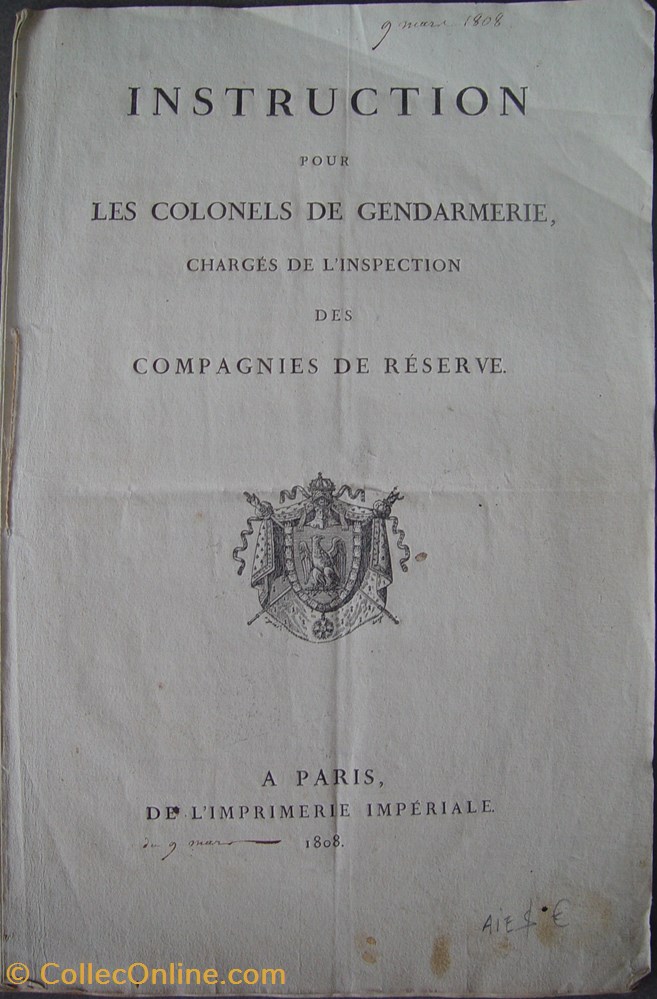 9 mars 1808.
INSTRUCTION
POUR
LES COLONELS DE GENDARMERIE,
CHARGÉS DE L'INSPECTION
DES
COMPAGNIES DE RÉSERVE.
A PARIS,
DE L'IMPRIMERIE IMPÉRIALE.
du 9 mars 1808.
© CollecOnline.com